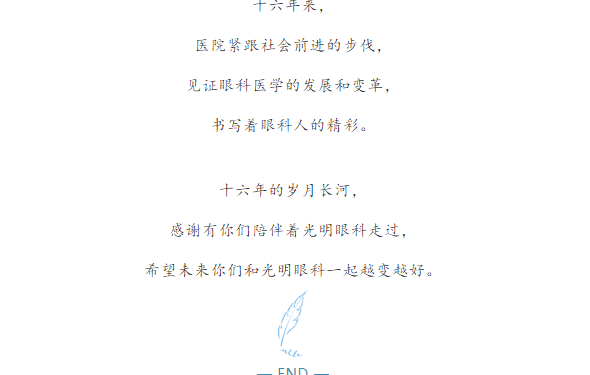 十六年来，
医院紧跟社会前进的步伐，
见证眼科医学的发展和变革，
书写着眼科人的精彩。
十六年的岁月长河，
感谢有你们陪伴着光明眼科走过，
希望未来你们和光明眼科一起越变越好。
— END —